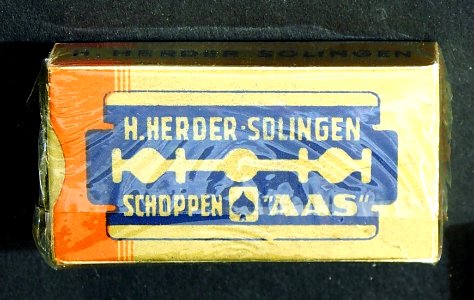 H. HERDER SOLINGEN
H. HERDER·SOLINGEN
SCHOPPEN "AAS"